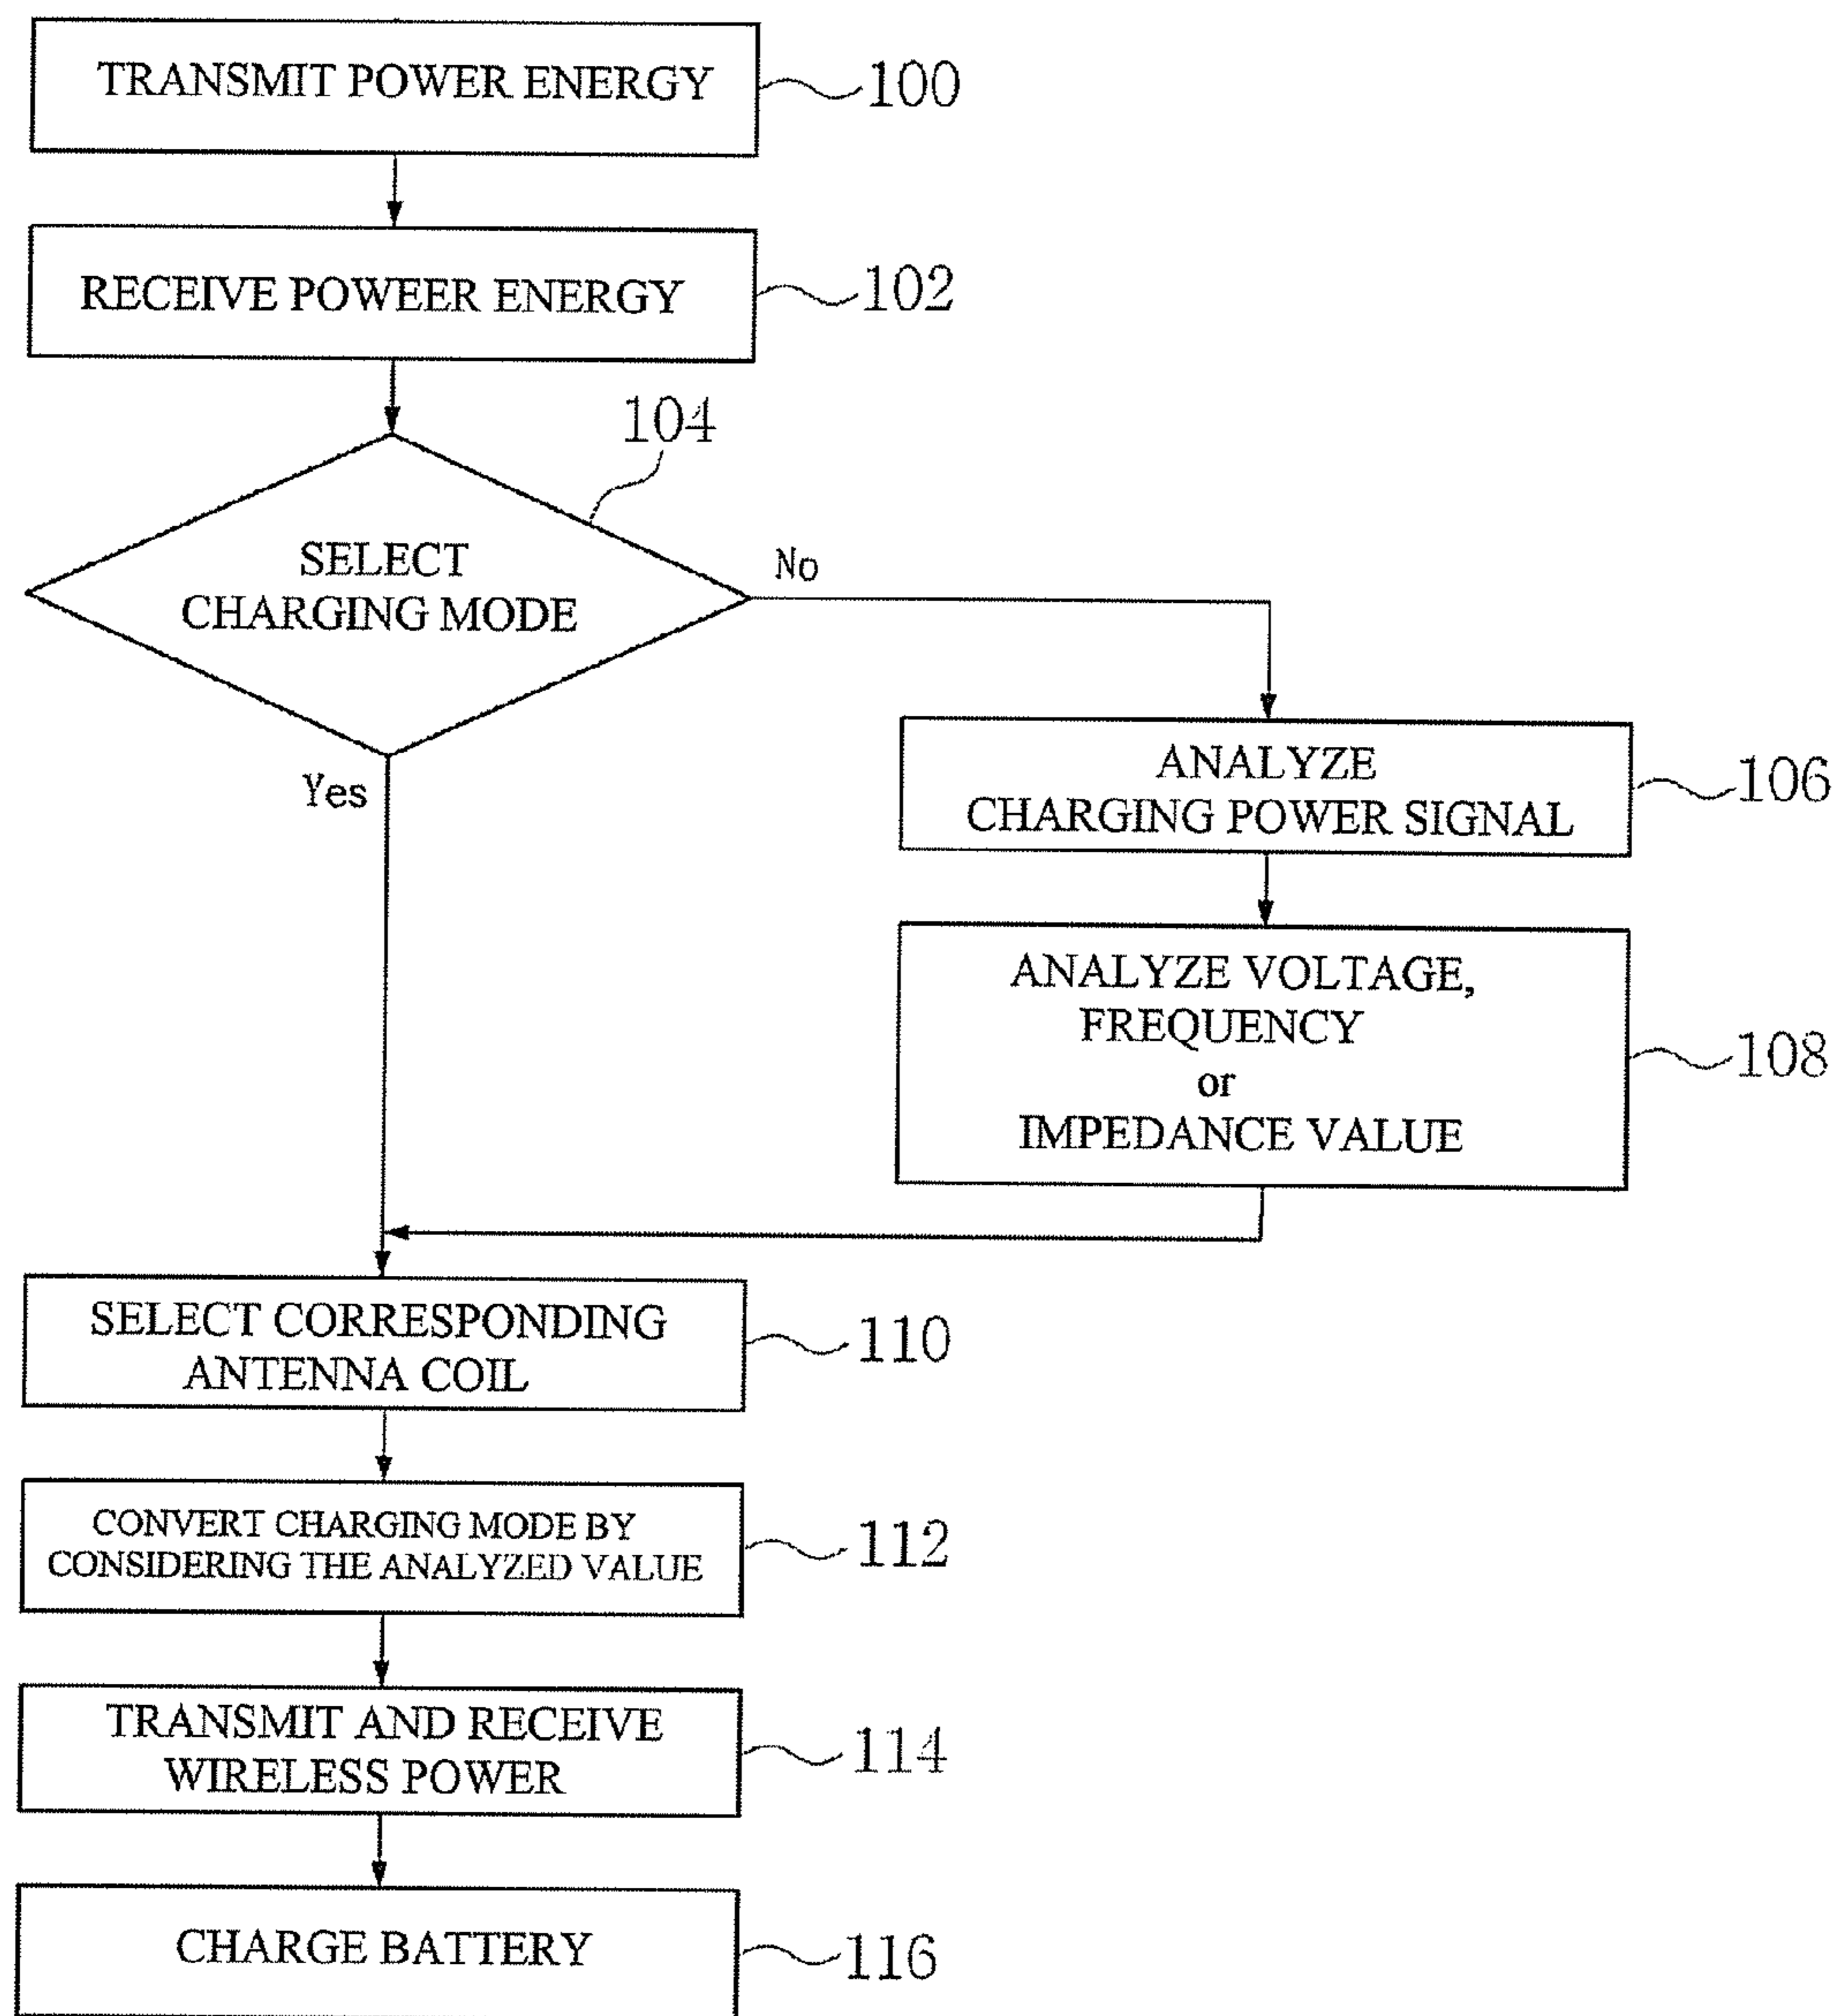 TRANSMIT POWER ENERGY
100
RECEIVE POWEER ENERGY
102
104
SELECT
CHARGING MODE
No
Yes
ANALYZE
CHARGING POWER SIGNAL
106
ANALYZE VOLTAGE,
FREQUENCY
or
IMPEDANCE VALUE
108
SELECT CORRESPONDING
ANTENNA COIL
110
CONVERT CHARGING MODE BY
CONSIDERING THE ANALYZED VALUE
112
TRANSMIT AND RECEIVE
WIRELESS POWER
114
CHARGE BATTERY
116